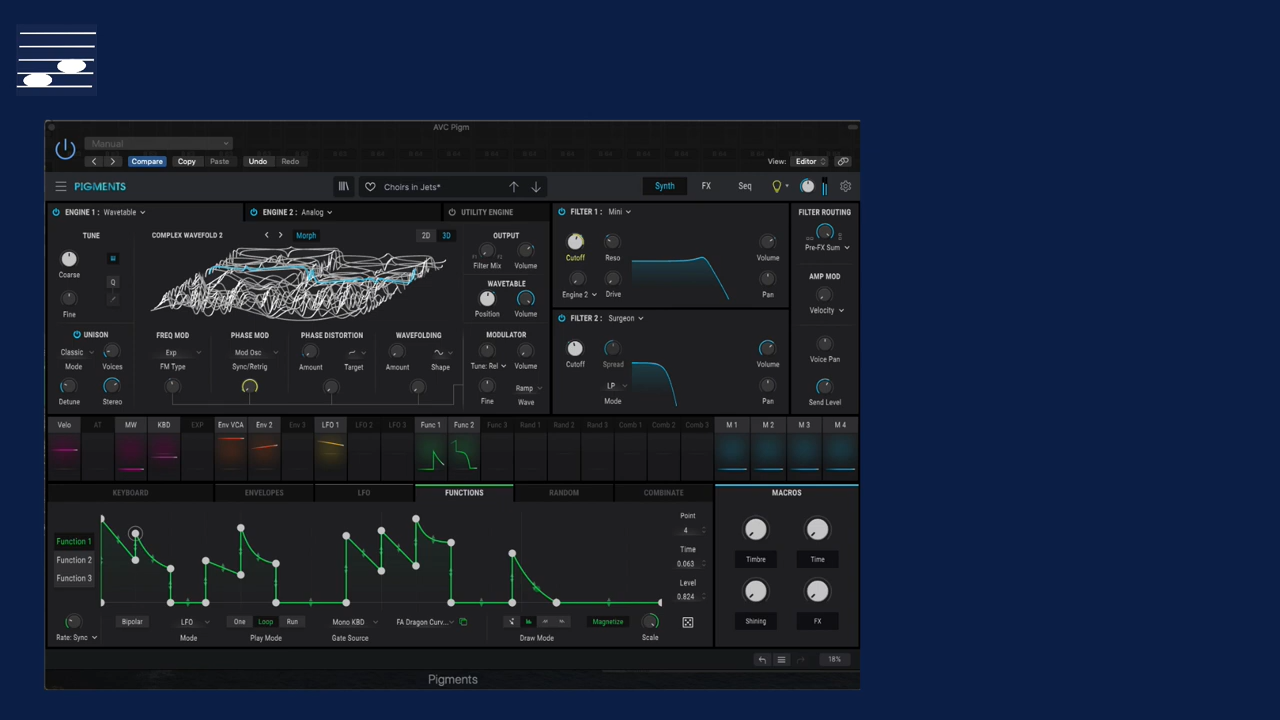 AVC Pigm
Manual
Compare Copy Paste Undo Redo View: Editor
PIGMENTS Choirs in Jets* Synth FX Seq
ENGINE 1 : Wavetable ENGINE 2 : Analog UTILITY ENGINE FILTER 1 : Mini FILTER ROUTING
TUNE COMPLEX WAVEFOLD 2 Morph 2D 3D OUTPUT
Coarse Filter Mix Volume Cutoff Reso Volume Pre-FX Sum
Q WAVETABLE AMP MOD
Fine Position Volume Engine 2 Drive Pan Velocity
UNISON FREQ MOD PHASE MOD PHASE DISTORTION WAVEFOLDING MODULATOR FILTER 2 : Surgeon
Classic Exp Mod Osc Voice Pan
Mode Voices FM Type Sync/Retrig Amount Target Amount Shape Tune: Rel Volume Cutoff Spread Volume
Detune Stereo Fine Ramp Wave LP Mode Pan Send Level
Velo AT MW KBD EXP Env VCA Env 2 Env 3 LFO 1 LFO 2 LFO 3 Func 1 Func 2 Func 3 Rand 1 Rand 2 Rand 3 Comb 1 Comb 2 Comb 3 M 1 M 2 M 3 M 4
KEYBOARD ENVELOPES LFO FUNCTIONS RANDOM COMBINATE MACROS
Point
4
Function 1 Time
Function 2 0.063 Timbre Time
Function 3 Level
0.824
Bipolar LFO One Loop Run Mono KBD FA Dragon Curv... Magnetize Shining FX
Rate: Sync Mode Play Mode Gate Source Draw Mode Scale
18%
Pigments